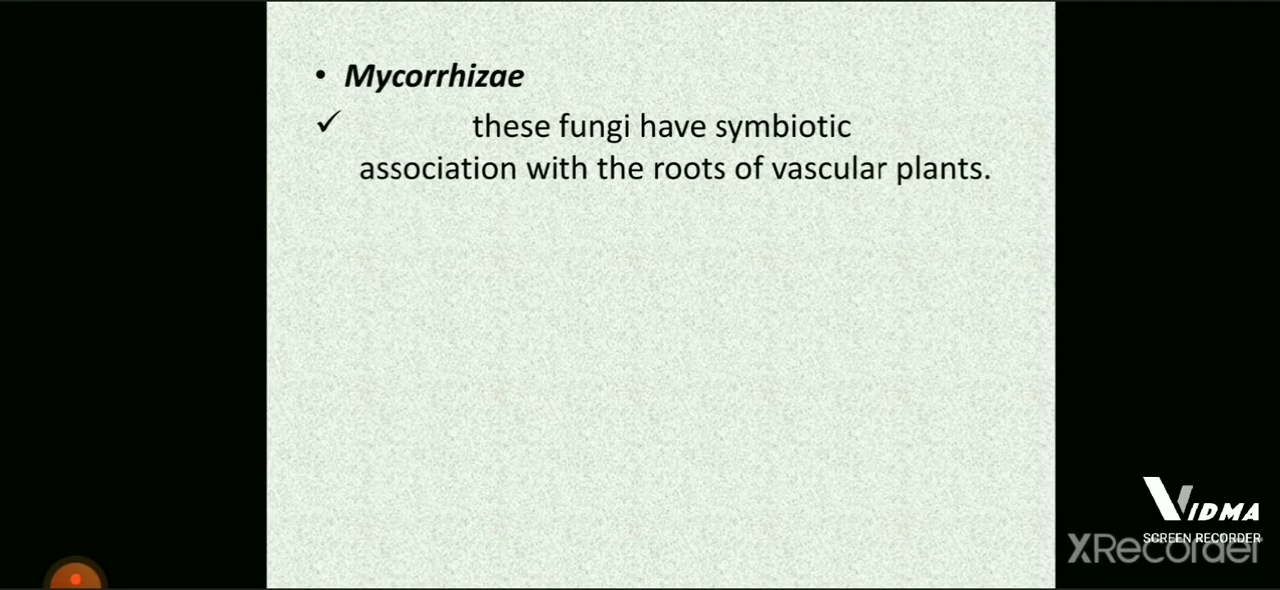 • Mycorrhizae
✓ these fungi have symbiotic
association with the roots of vascular plants.
VIDMA
SCREEN RECORDER
XRecorder